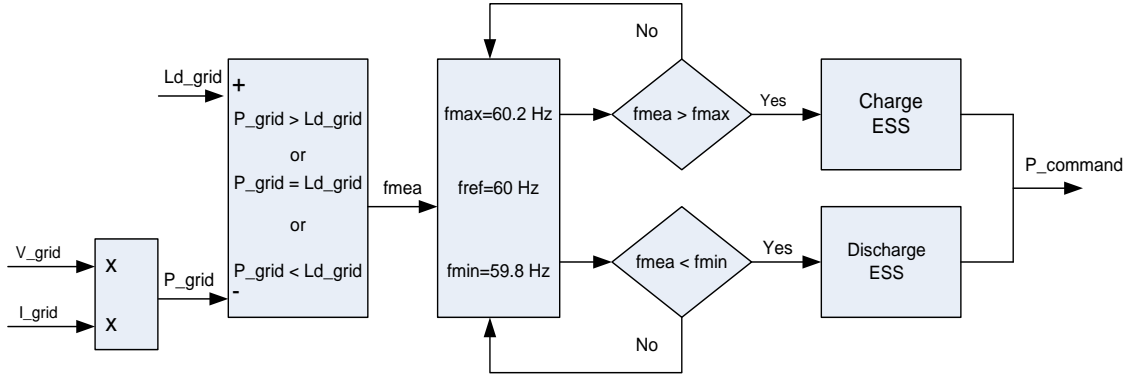 V_grid
I_grid
X
X
P_grid
Ld_grid
+
P_grid > Ld_grid
or
P_grid = Ld_grid
or
P_grid < Ld_grid
-
fmea
fmax=60.2 Hz
fref=60 Hz
fmin=59.8 Hz
No
fmea > fmax
Yes
Charge
ESS
fmea < fmin
Yes
No
Discharge
ESS
P_command